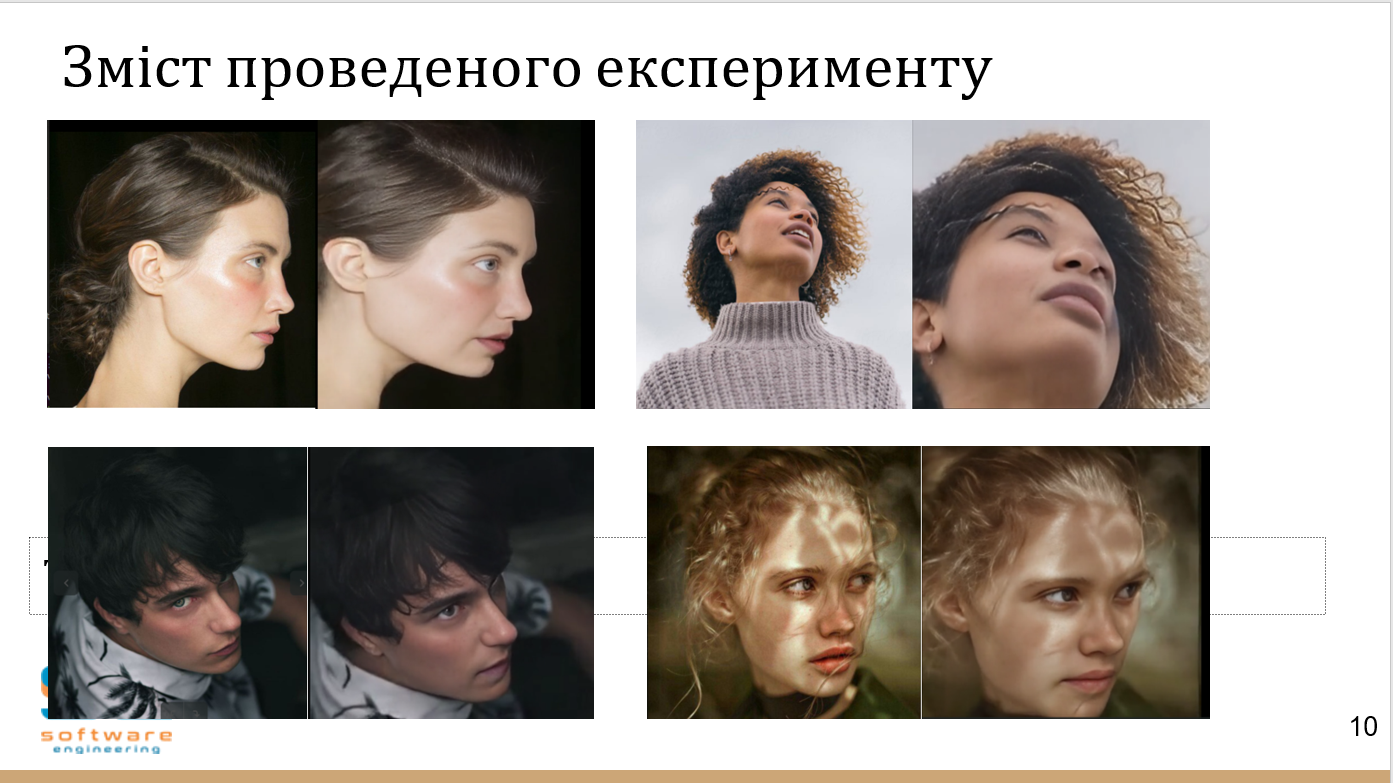 Зміст проведеного експерименту
software
engineering
10